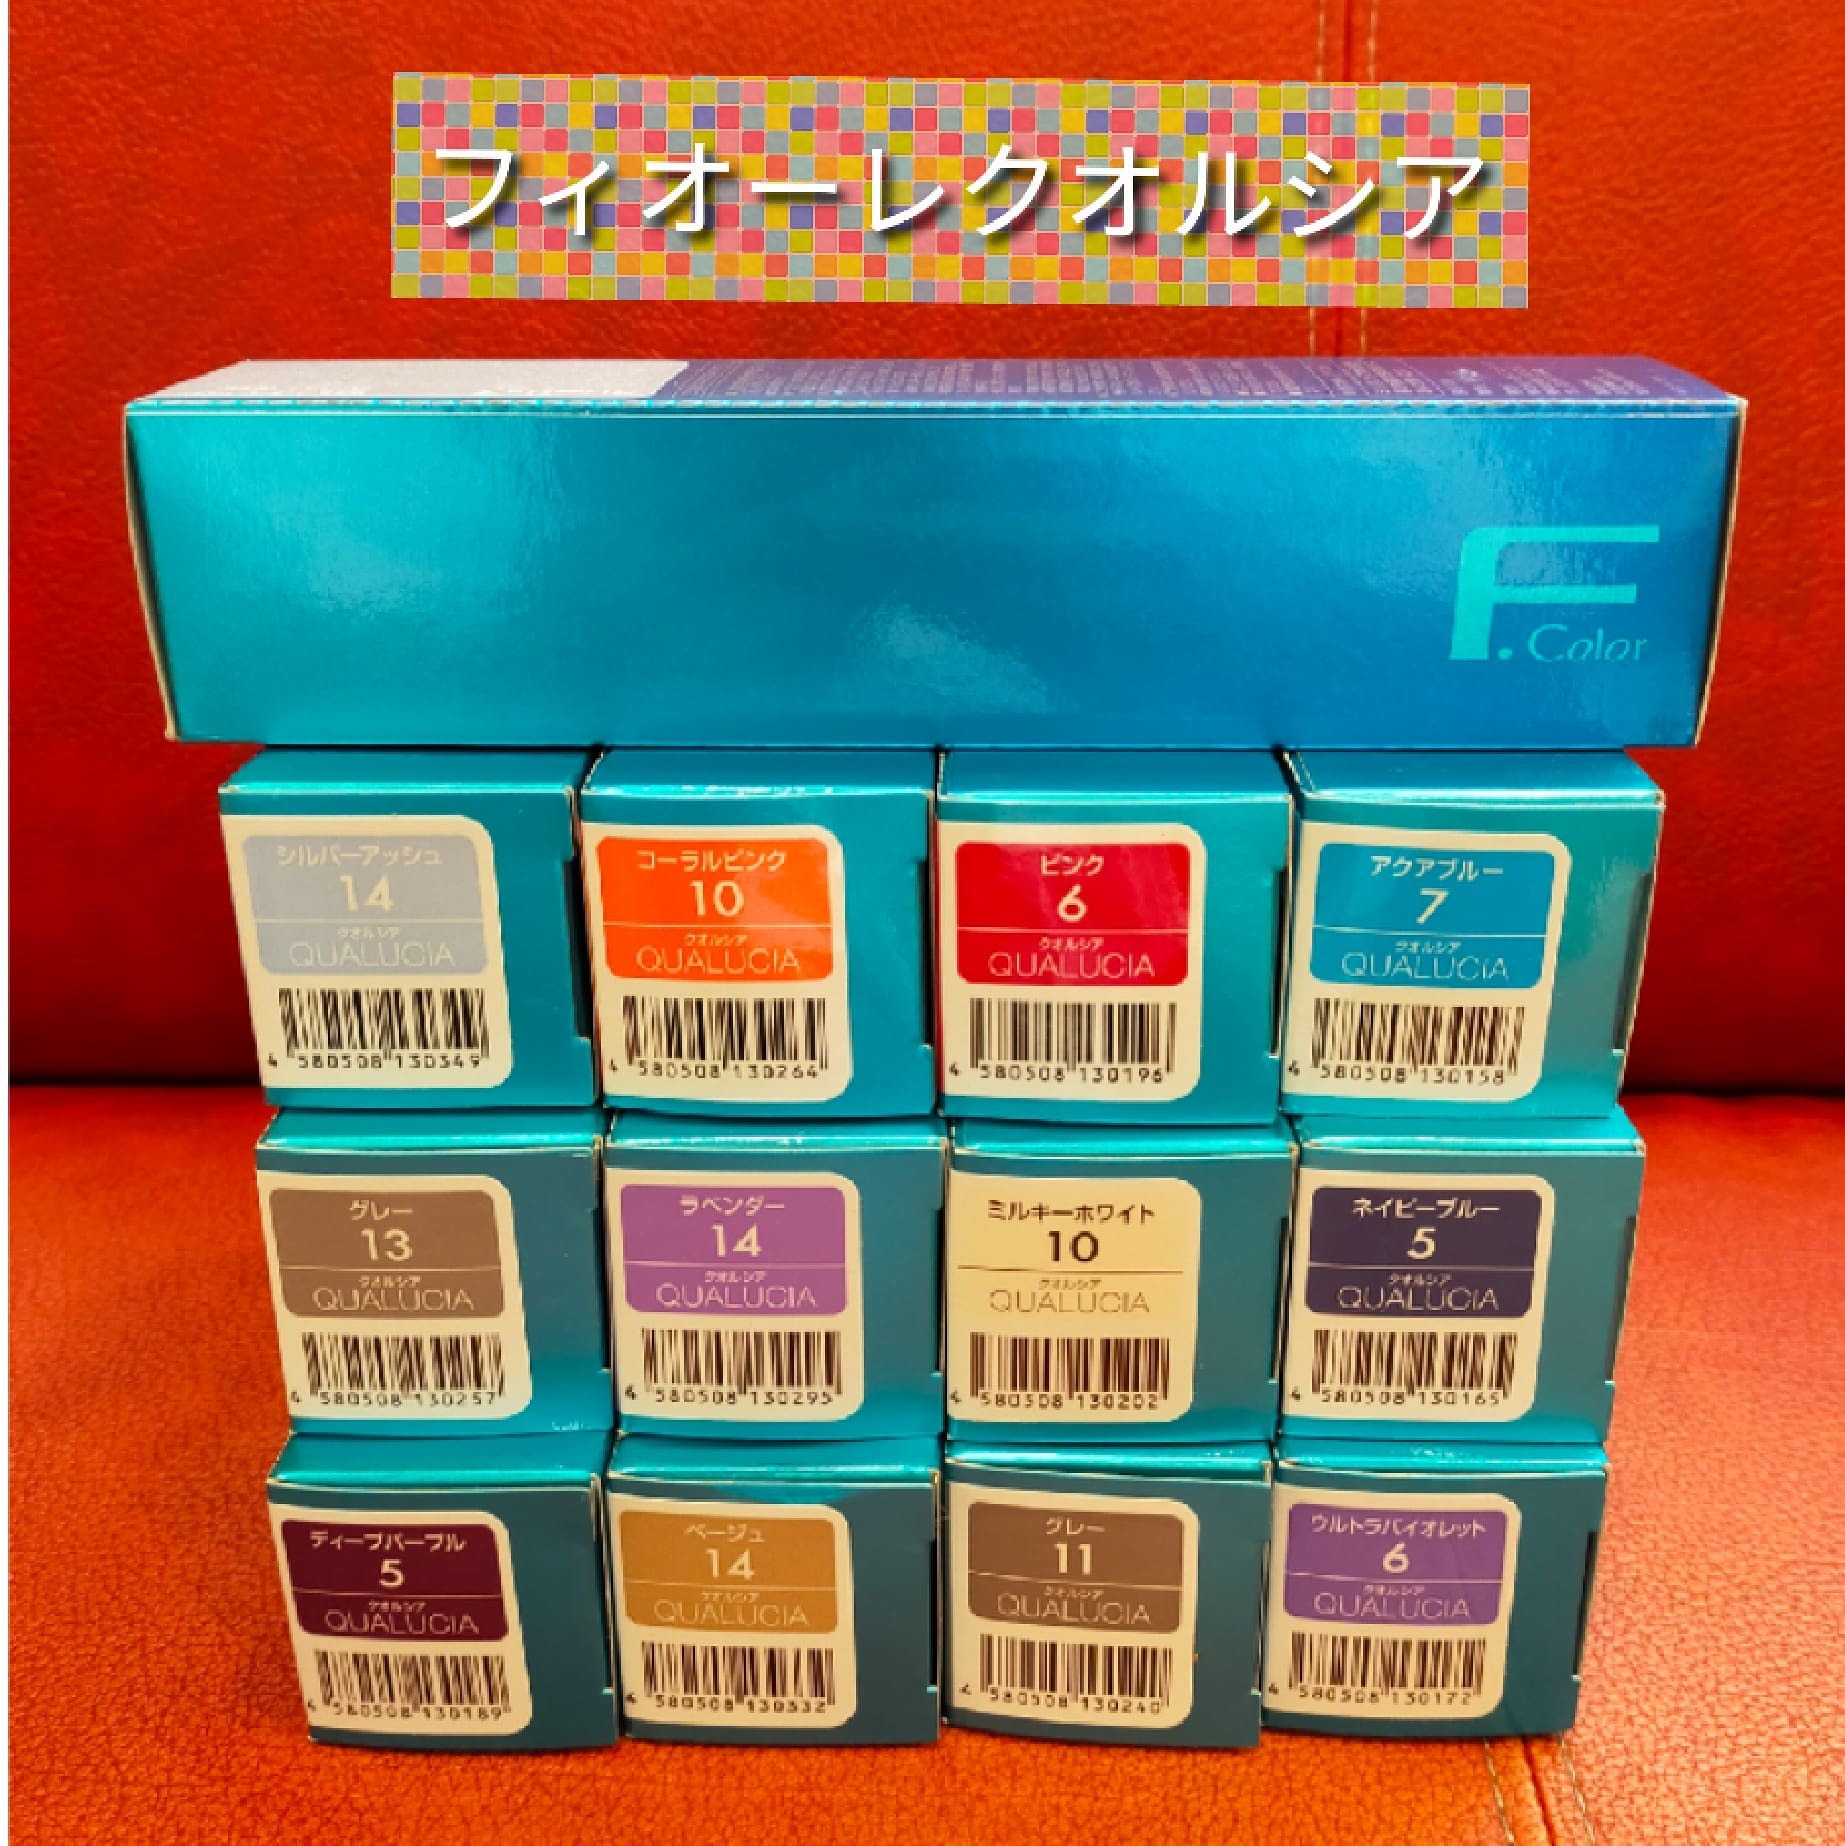 フィオーレクオルシア
F.Color
シルバーアッシュ
14
クオルシア
QUALUCIA
4 580508 130349
コーラルピンク
10
クオルシア
QUALUCIA
4 580508 130264
ピンク
6
クオルシア
QUALUCIA
4 580508 130196
アクアブルー
7
クオルシア
QUALUCIA
4 580508 130158
グレー
13
クオルシア
QUALUCIA
4 580508 130257
ラベンダー
14
クオルシア
QUALUCIA
4 580508 130295
ミルキーホワイト
10
クオルシア
QUALUCIA
4 580508 130202
ネイビーブルー
5
クオルシア
QUALUCIA
4 580508 130165
ディープパープル
5
クオルシア
QUALUCIA
4 580508 130189
ベージュ
14
クオルシア
QUALUCIA
4 580508 130332
グレー
11
クオルシア
QUALUCIA
4 580508 130240
ウルトラバイオレット
6
クオルシア
QUALUCIA
4 580508 130172